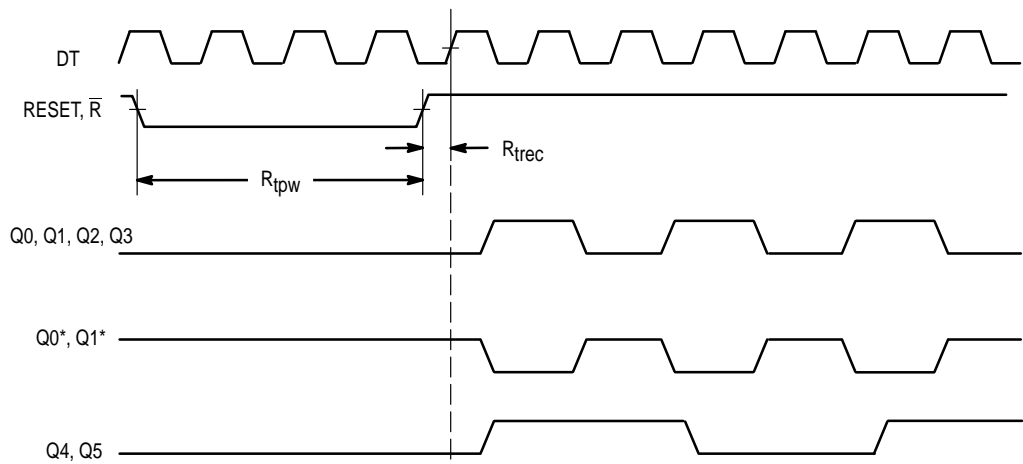 DT
RESET, R̅
Rtrec
Rtpw
Q0, Q1, Q2, Q3
Q0*, Q1*
Q4, Q5